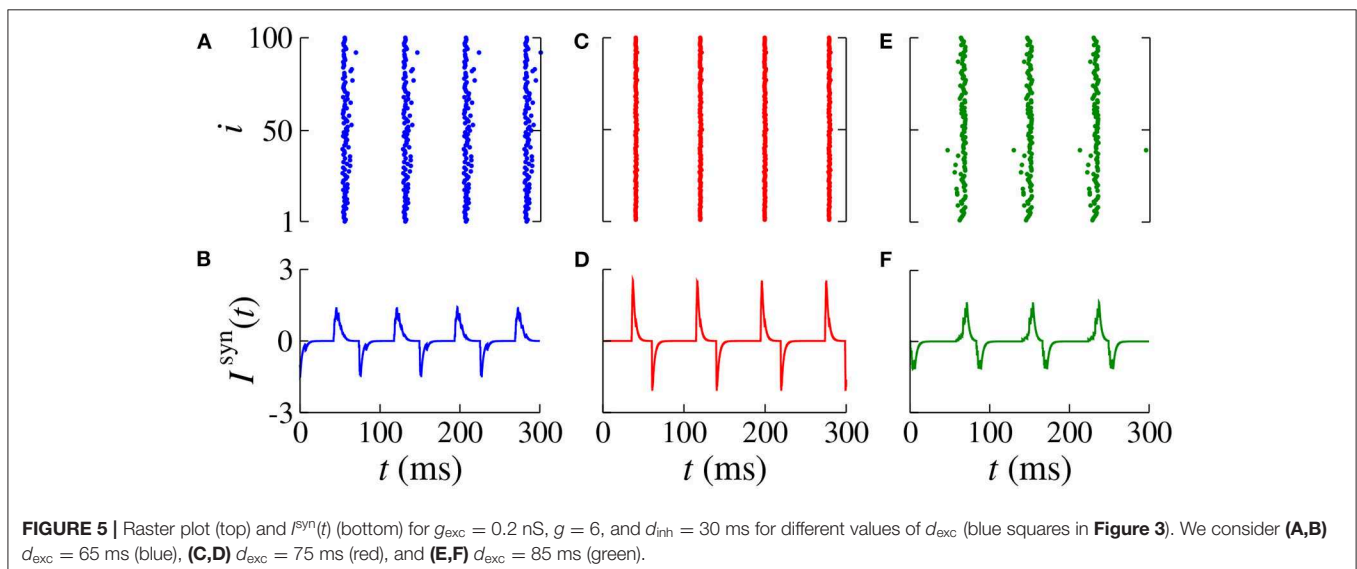 A
C
E
100
50
1
i
B
D
F
3
0
-3
I^syn(t)
0 100 200 300
0 100 200 300
0 100 200 300
t (ms)
t (ms)
t (ms)
FIGURE 5 | Raster plot (top) and I^syn(t) (bottom) for g_exc = 0.2 nS, g = 6, and d_inh = 30 ms for different values of d_exc (blue squares in Figure 3). We consider (A,B)
d_exc = 65 ms (blue), (C,D) d_exc = 75 ms (red), and (E,F) d_exc = 85 ms (green).